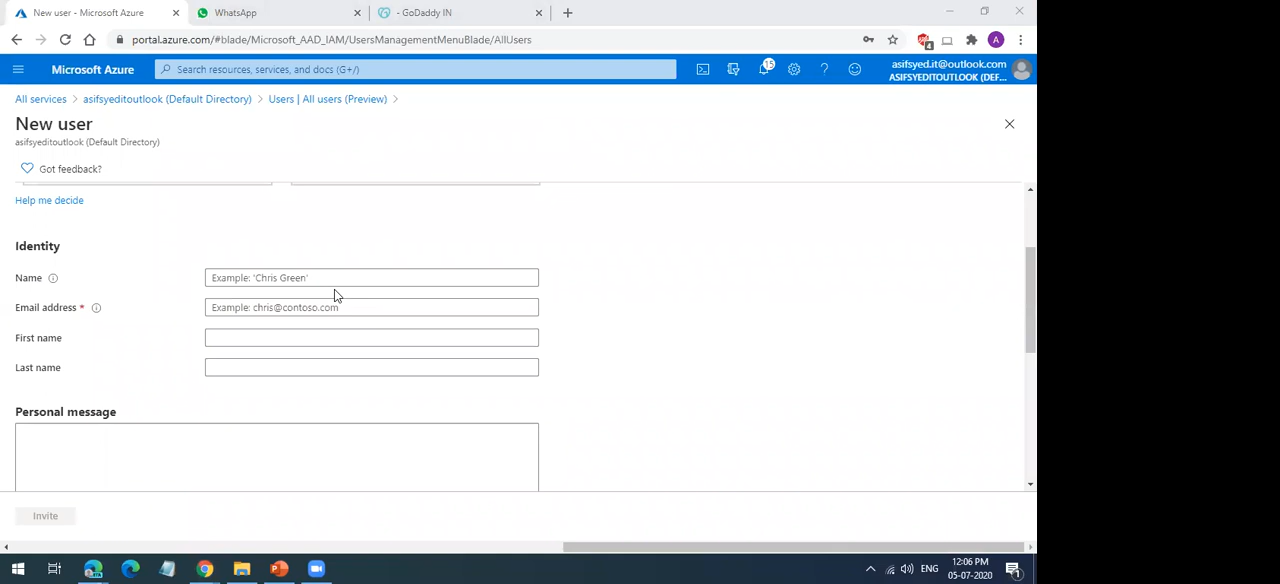 New user - Microsoft Azure
WhatsApp
- GoDaddy IN
portal.azure.com/#blade/Microsoft_AAD_IAM/UsersManagementMenuBlade/AllUsers
4
A
Microsoft Azure
Search resources, services, and docs (G+/)
15
asifsyed.it@outlook.com
ASIFSYEDITOUTLOOK (DEF...
All services > asifsyeditoutlook (Default Directory) > Users | All users (Preview) >
New user
asifsyeditoutlook (Default Directory)
Got feedback?
Help me decide
Identity
Name
Example: 'Chris Green'
Email address *
Example: chris@contoso.com
First name
Last name
Personal message
Invite
12:06 PM
ENG
05-07-2020
1